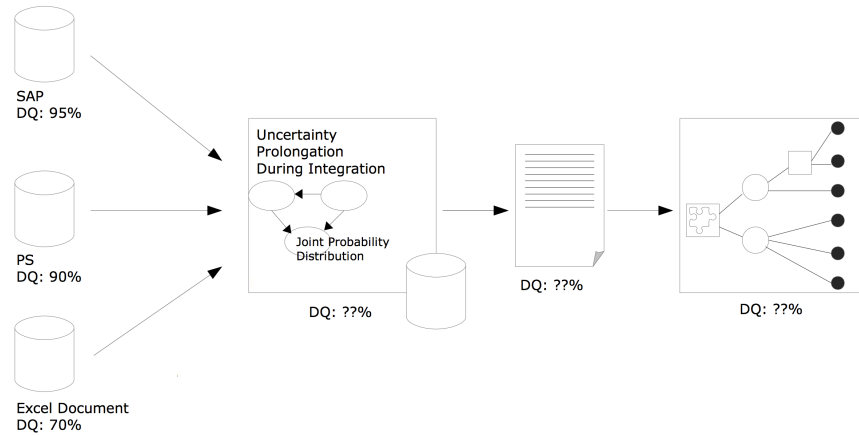 SAP
DQ: 95%
PS
DQ: 90%
Excel Document
DQ: 70%
Uncertainty
Prolongation
During Integration
Joint Probability
Distribution
DQ: ??%
DQ: ??%
DQ: ??%